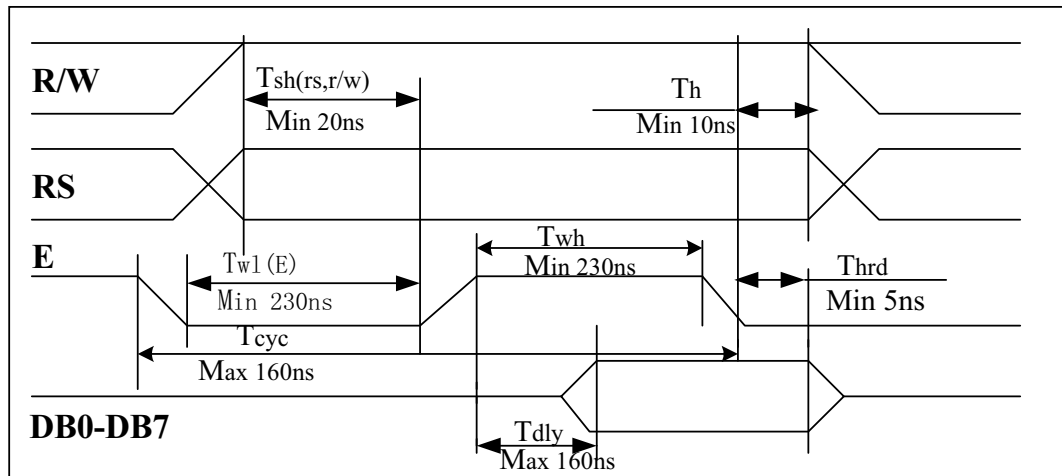 R/W
Tsh(rs,r/w)
Min 20ns
Th
Min 10ns
RS
E
Tw1(E)
Min 230ns
Twh
Min 230ns
Thrd
Min 5ns
Tcyc
Max 160ns
DB0-DB7
Tdly
Max 160ns